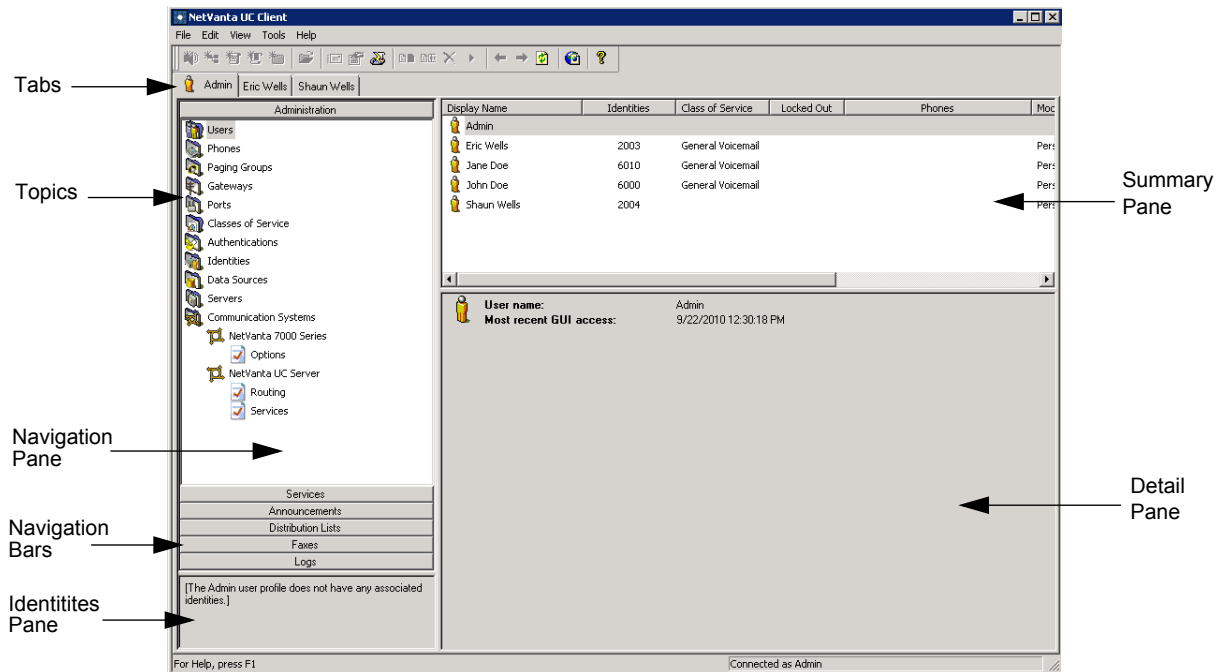 NetVanta UC Client
File Edit View Tools Help
Tabs
Admin Eric Wells Shaun Wells
Administration
Display Name Identities Class of Service Locked Out Phones Moc
Users
Admin
Phones
Eric Wells 2003 General Voicemail Pers
Paging Groups
Jane Doe 6010 General Voicemail Pers
Topics
Gateways
John Doe 6000 General Voicemail Pers
Summary
Pane
Ports
Shaun Wells 2004 Pers
Classes of Service
Authentications
Identities
Data Sources
Servers
User name: Admin
Communication Systems
Most recent GUI access: 9/22/2010 12:30:18 PM
NetVanta 7000 Series
Options
NetVanta UC Server
Routing
Services
Navigation
Pane
Services
Detail
Pane
Announcements
Navigation
Bars
Distribution Lists
Faxes
Logs
[The Admin user profile does not have any associated
identities.]
Identitites
Pane
For Help, press F1
Connected as Admin